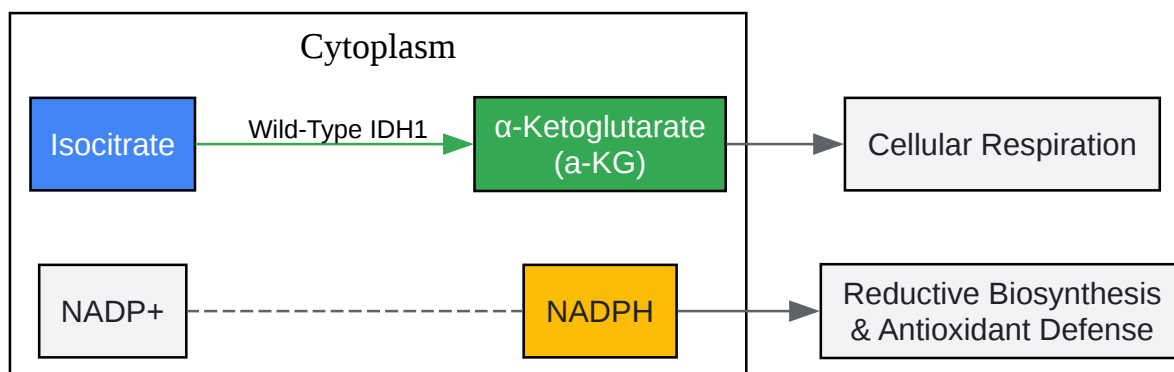 Cytoplasm
Isocitrate
Wild-Type IDH1
α-Ketoglutarate
(a-KG)
Cellular Respiration
NADP+
NADPH
Reductive Biosynthesis
& Antioxidant Defense